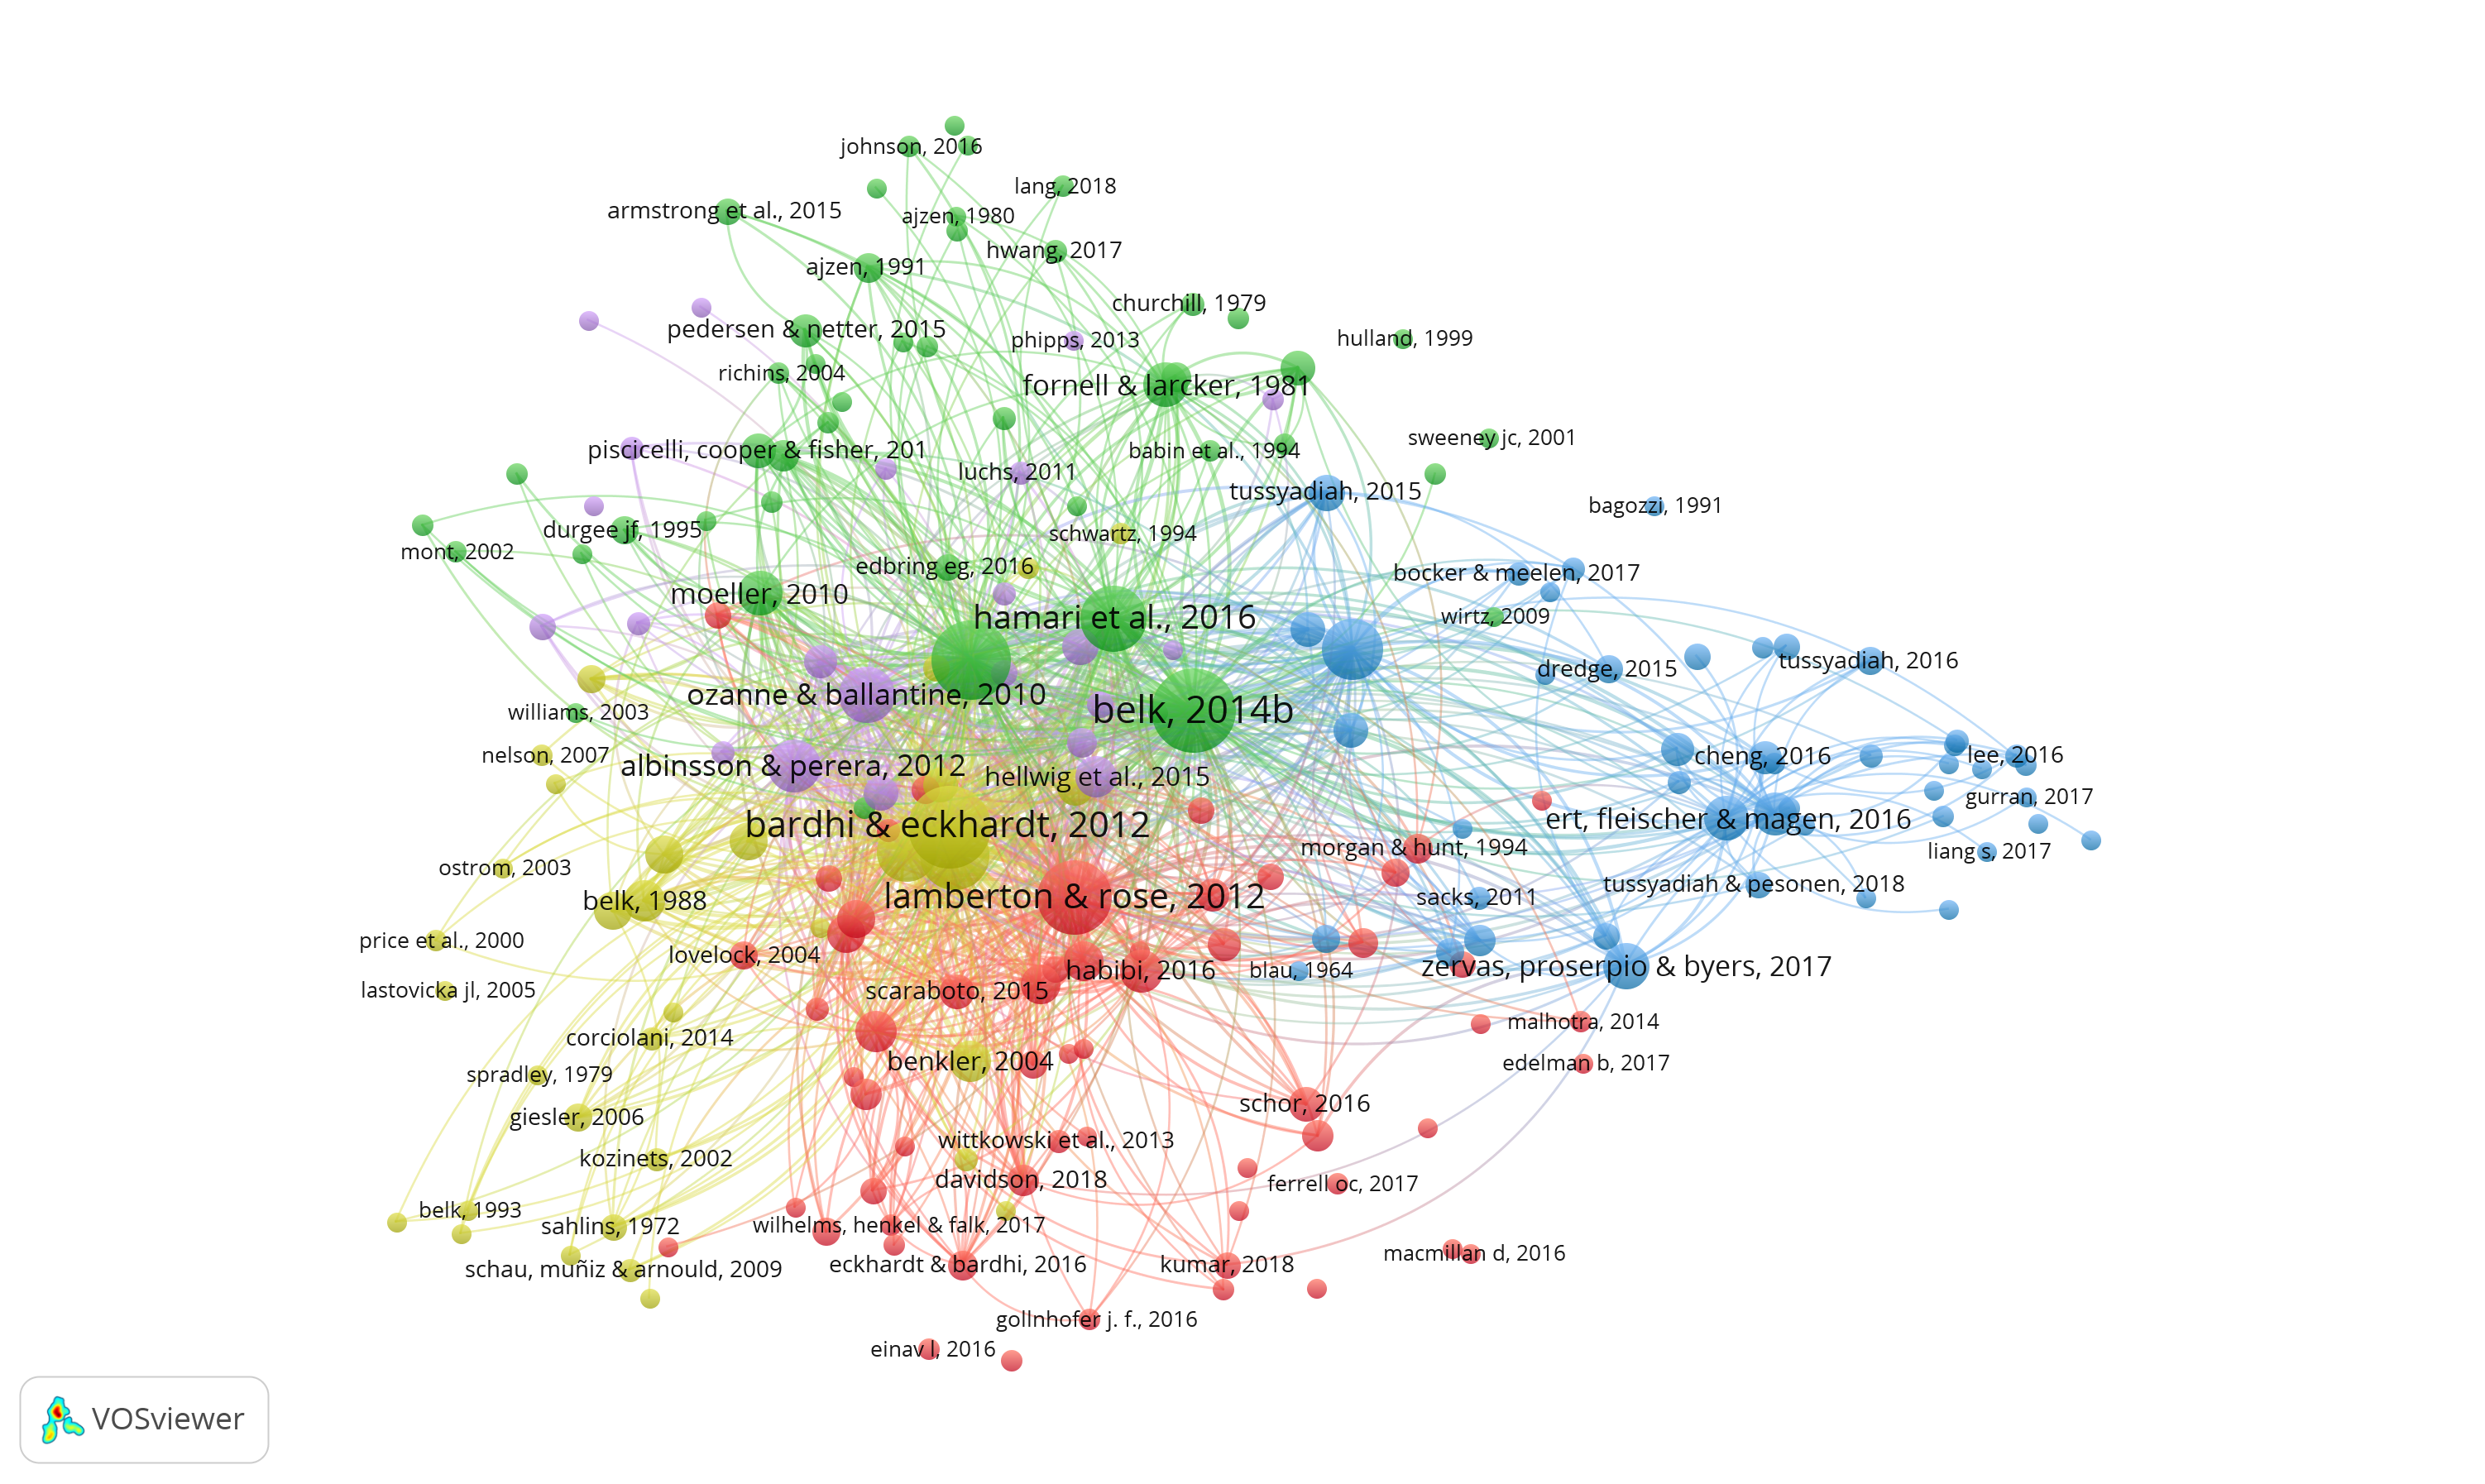 johnson, 2016
lang, 2018
armstrong et al., 2015
ajzen, 1980
hwang, 2017
ajzen, 1991
churchill, 1979
pedersen & netter, 2015
phipps, 2013
hulland, 1999
richins, 2004
fornell & larcker, 1981
sweeney jc, 2001
piscicelli, cooper & fisher, 201
babin et al., 1994
luchs, 2011
tussyadiah, 2015
bagozzi, 1991
durgee jf, 1995
schwartz, 1994
mont, 2002
edbring eg, 2016
bocker & meelen, 2017
moeller, 2010
hamari et al., 2016
wirtz, 2009
tussyadiah, 2016
dredge, 2015
ozanne & ballantine, 2010
williams, 2003
belk, 2014b
nelson, 2007
cheng, 2016
lee, 2016
albinsson & perera, 2012
hellwig et al., 2015
gurran, 2017
bardhi & eckhardt, 2012
ert, fleischer & magen, 2016
morgan & hunt, 1994
liang s, 2017
ostrom, 2003
tussyadiah & pesonen, 2018
belk, 1988
lamberton & rose, 2012
sacks, 2011
price et al., 2000
lovelock, 2004
habibi, 2016
blau, 1964
zervas, proserpio & byers, 2017
lastovicka jl, 2005
scaraboto, 2015
malhotra, 2014
corciolani, 2014
benkler, 2004
edelman b, 2017
spradley, 1979
schor, 2016
giesler, 2006
wittkowski et al., 2013
kozinets, 2002
davidson, 2018
ferrell oc, 2017
belk, 1993
sahlins, 1972
wilhelms, henkel & falk, 2017
macmillan d, 2016
schau, muñiz & arnould, 2009
eckhardt & bardhi, 2016
kumar, 2018
gollnhofer j. f., 2016
einav l, 2016
VOSviewer